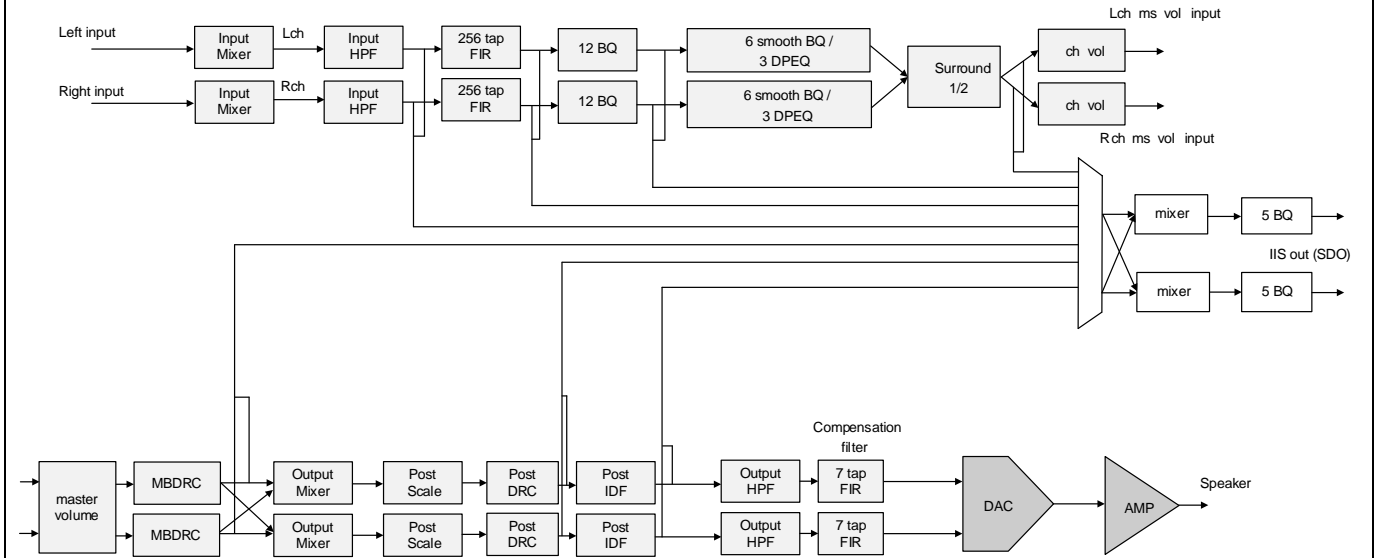 Lch ms vol input
Left input
Input
Mixer
Lch
Input
HPF
256 tap
FIR
12 BQ
6 smooth BQ /
3 DPEQ
Surround
1/2
ch vol
Right input
Input
Mixer
Rch
Input
HPF
256 tap
FIR
12 BQ
6 smooth BQ /
3 DPEQ
ch vol
Rch ms vol input
mixer
5 BQ
IIS out (SDO)
mixer
5 BQ
Compensation
filter
master
volume
MBDRC
Output
Mixer
Post
Scale
Post
DRC
Post
IDF
Output
HPF
7 tap
FIR
DAC
AMP
Speaker
MBDRC
Output
Mixer
Post
Scale
Post
DRC
Post
IDF
Output
HPF
7 tap
FIR